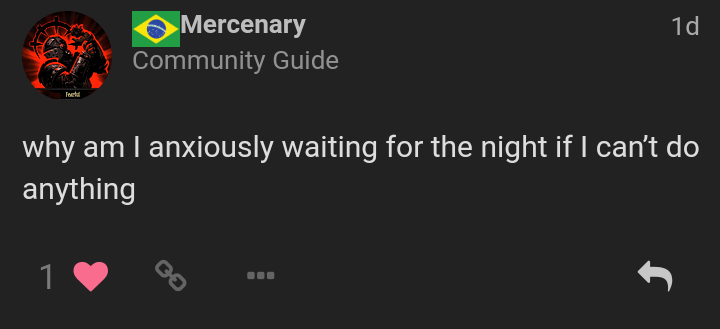 Mercenary
1d
Community Guide
why am I anxiously waiting for the night if I can’t do
anything
1